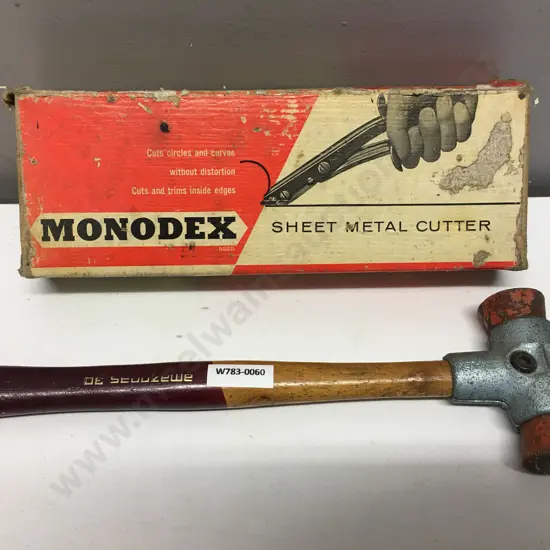 Cuts circles and curves
without distortion
Cuts and trims inside edges
MONODEX
SHEET METAL CUTTER
W783-0060